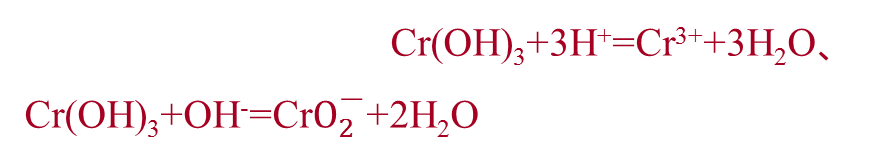 Cr(OH)₃+3H⁺=Cr³⁺+3H₂O、
Cr(OH)₃+OH⁻=CrO₂⁻+2H₂O